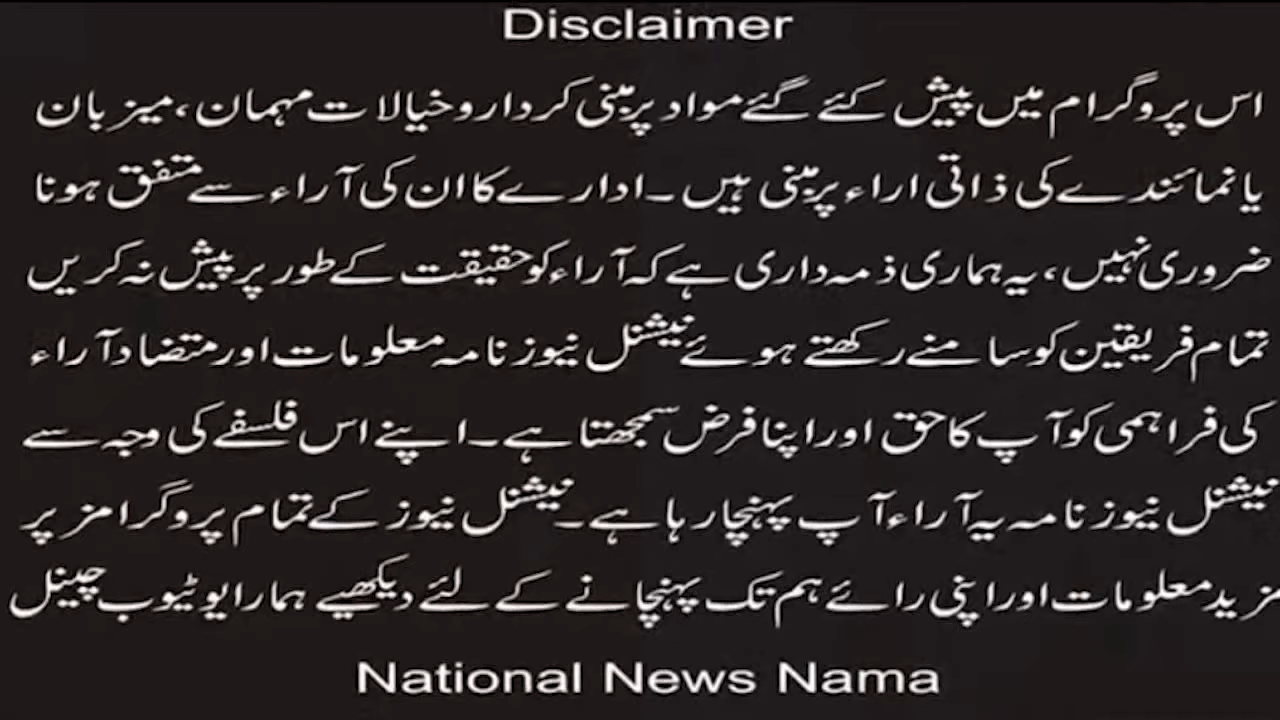 Disclaimer
اس پروگرام میں پیش کئے گئے مواد پر مبنی کردار و خیالات مہمان، میزبان
یا نمائندے کی ذاتی اراء پر مبنی ہیں۔ ادارے کا ان کی آراء سے متفق ہونا
ضروری نہیں، یہ ہماری ذمہ داری ہے کہ آراء کو حقیقت کے طور پر پیش نہ کریں
تمام فریقین کو سامنے رکھتے ہوئے نیشنل نیوز نامہ معلومات اور متضاد آراء
کی فراہمی کو آپ کا حق اور اپنا فرض سمجھتا ہے۔ اپنے اس فلسفے کی وجہ سے
نیشنل نیوز نامہ یہ آراء آپ پہنچا رہا ہے۔ نیشنل نیوز کے تمام پروگرامز پر
مزید معلومات اور اپنی رائے ہم تک پہنچانے کے لئے دیکھیے ہمارا یوٹیوب چینل
National News Nama